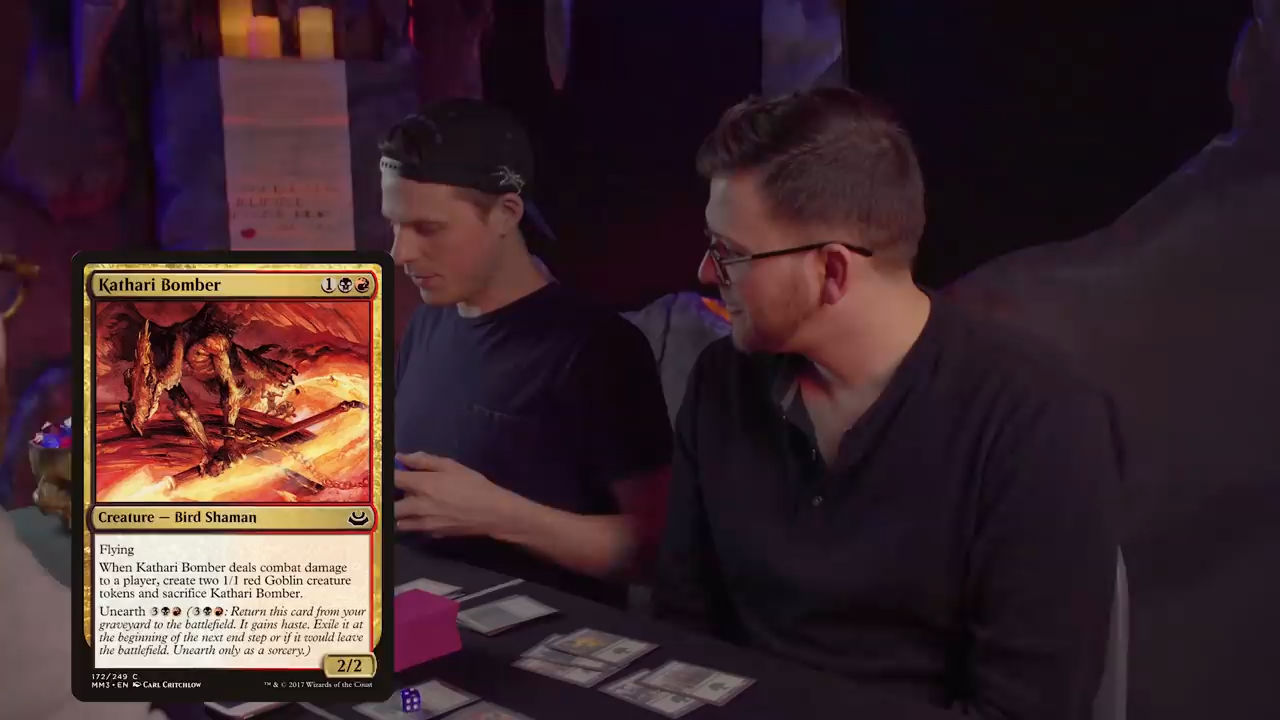 Kathari Bomber 1
Creature — Bird Shaman
Flying
When Kathari Bomber deals combat damage
to a player, create two 1/1 red Goblin creature
tokens and sacrifice Kathari Bomber.
Unearth 3 (3: Return this card from your
graveyard to the battlefield. It gains haste. Exile it at
the beginning of the next end step or if it would leave
the battlefield. Unearth only as a sorcery.)
2/2
172/249 C
MM3 • EN Carl Critchlow
™ & © 2017 Wizards of the Coast